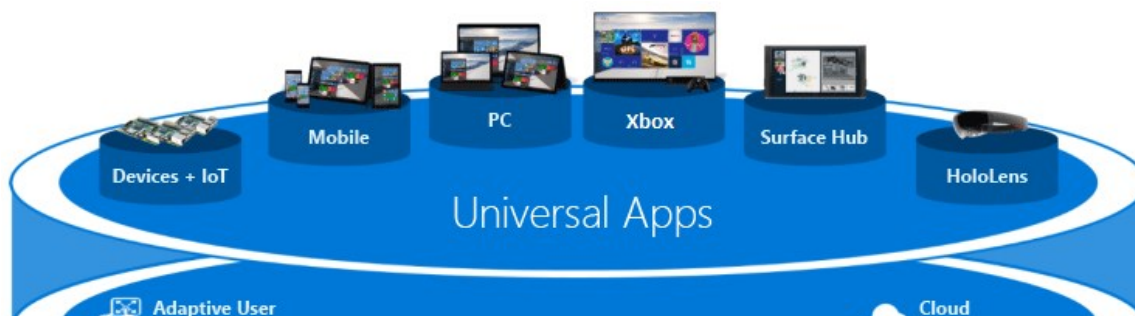 Devices + IoT
Mobile
PC
Xbox
Surface Hub
HoloLens
Universal Apps
Adaptive User
Cloud